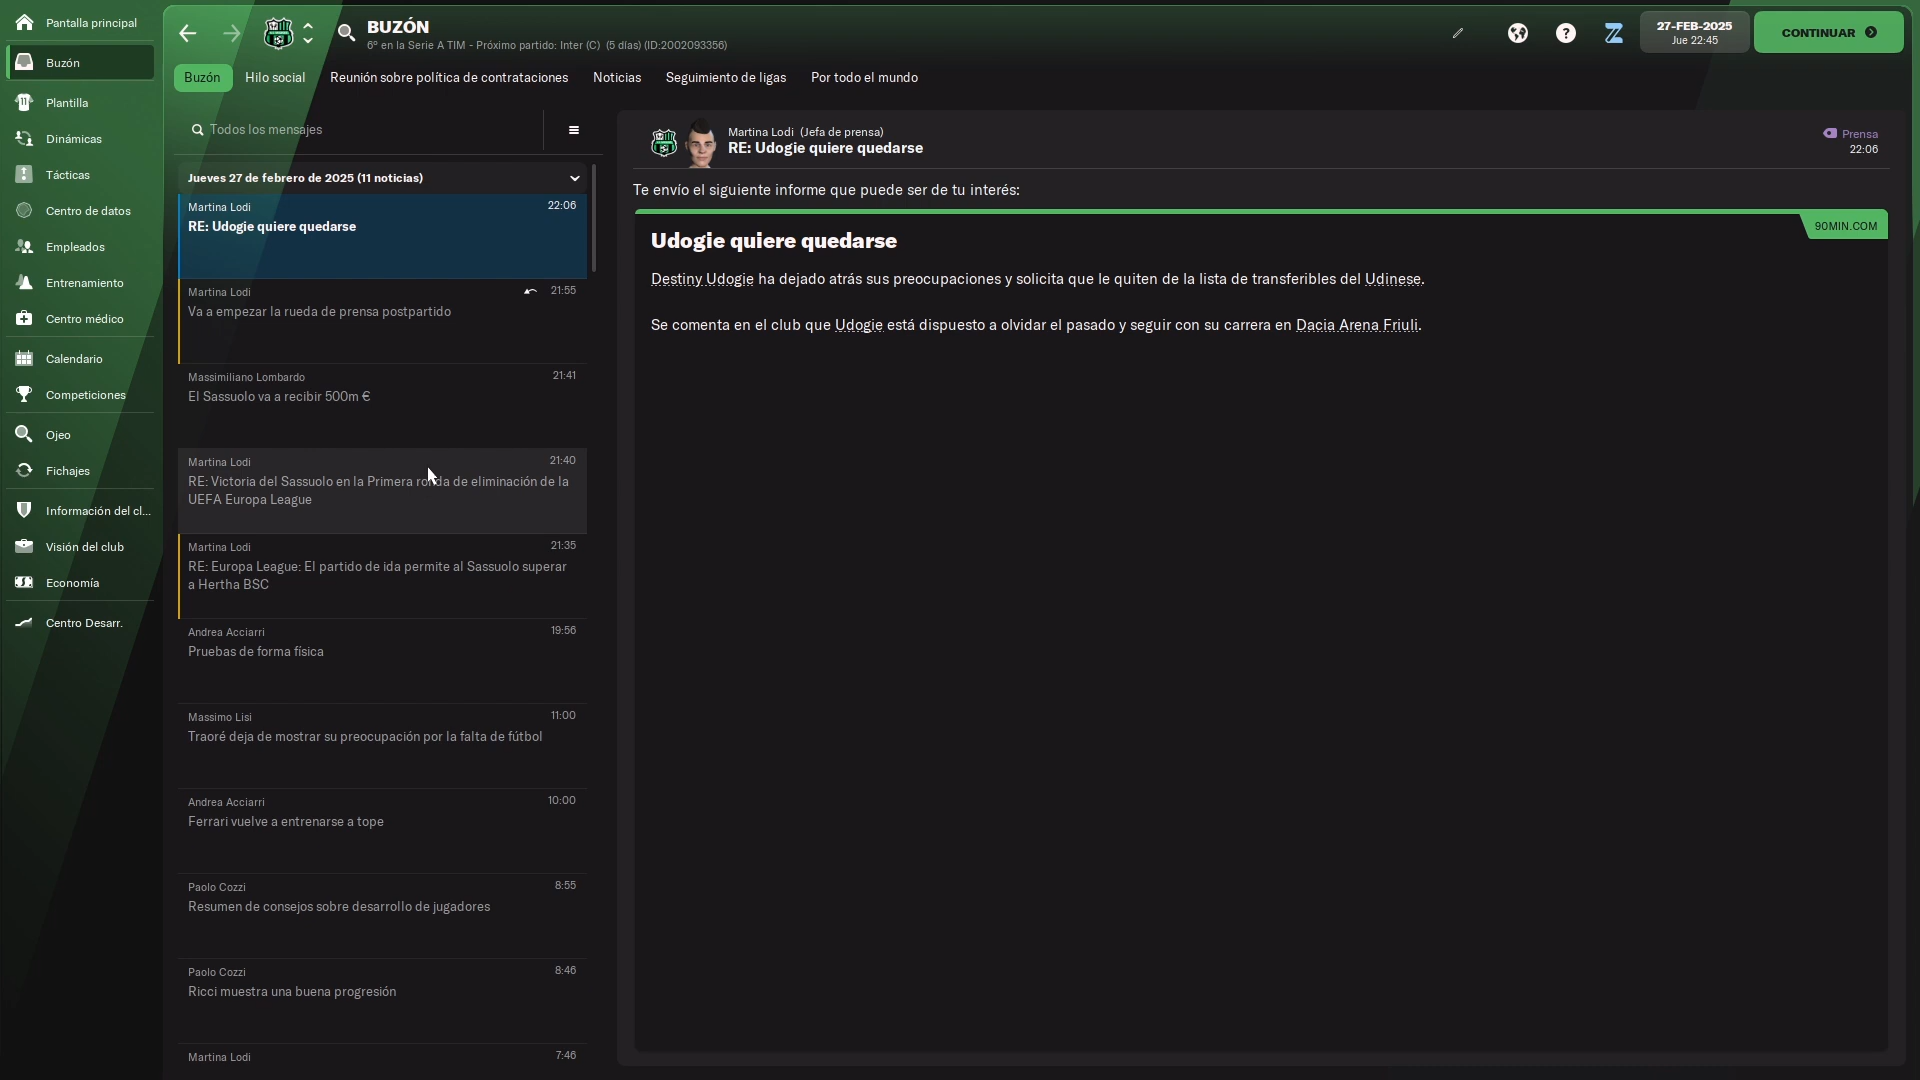 Pantalla principal
Buzón
Plantilla
Dinámicas
Tácticas
Centro de datos
Empleados
Entrenamiento
Centro médico
Calendario
Competiciones
Ojeo
Fichajes
Información del cl...
Visión del club
Economía
Centro Desarr.
BUZÓN
6º en la Serie A TIM - Próximo partido: Inter (C) (5 días) (ID:2002093356)
27-FEB-2025
Jue 22:45
CONTINUAR
Buzón Hilo social Reunión sobre política de contrataciones Noticias Seguimiento de ligas Por todo el mundo
Todos los mensajes
Jueves 27 de febrero de 2025 (11 noticias)
Martina Lodi 22:06
RE: Udogie quiere quedarse
Martina Lodi 21:55
Va a empezar la rueda de prensa postpartido
Massimiliano Lombardo 21:41
El Sassuolo va a recibir 500m €
Martina Lodi 21:40
RE: Victoria del Sassuolo en la Primera ronda de eliminación de la
UEFA Europa League
Martina Lodi 21:35
RE: Europa League: El partido de ida permite al Sassuolo superar
a Hertha BSC
Andrea Acciarri 19:56
Pruebas de forma física
Massimo Lisi 11:00
Traoré deja de mostrar su preocupación por la falta de fútbol
Andrea Acciarri 10:00
Ferrari vuelve a entrenarse a tope
Paolo Cozzi 8:55
Resumen de consejos sobre desarrollo de jugadores
Paolo Cozzi 8:46
Ricci muestra una buena progresión
Martina Lodi 7:46
Martina Lodi (Jefa de prensa)
RE: Udogie quiere quedarse
Prensa
22:06
Te envío el siguiente informe que puede ser de tu interés:
90MIN.COM
Udogie quiere quedarse
Destiny Udogie ha dejado atrás sus preocupaciones y solicita que le quiten de la lista de transferibles del Udinese.
Se comenta en el club que Udogie está dispuesto a olvidar el pasado y seguir con su carrera en Dacia Arena Friuli.